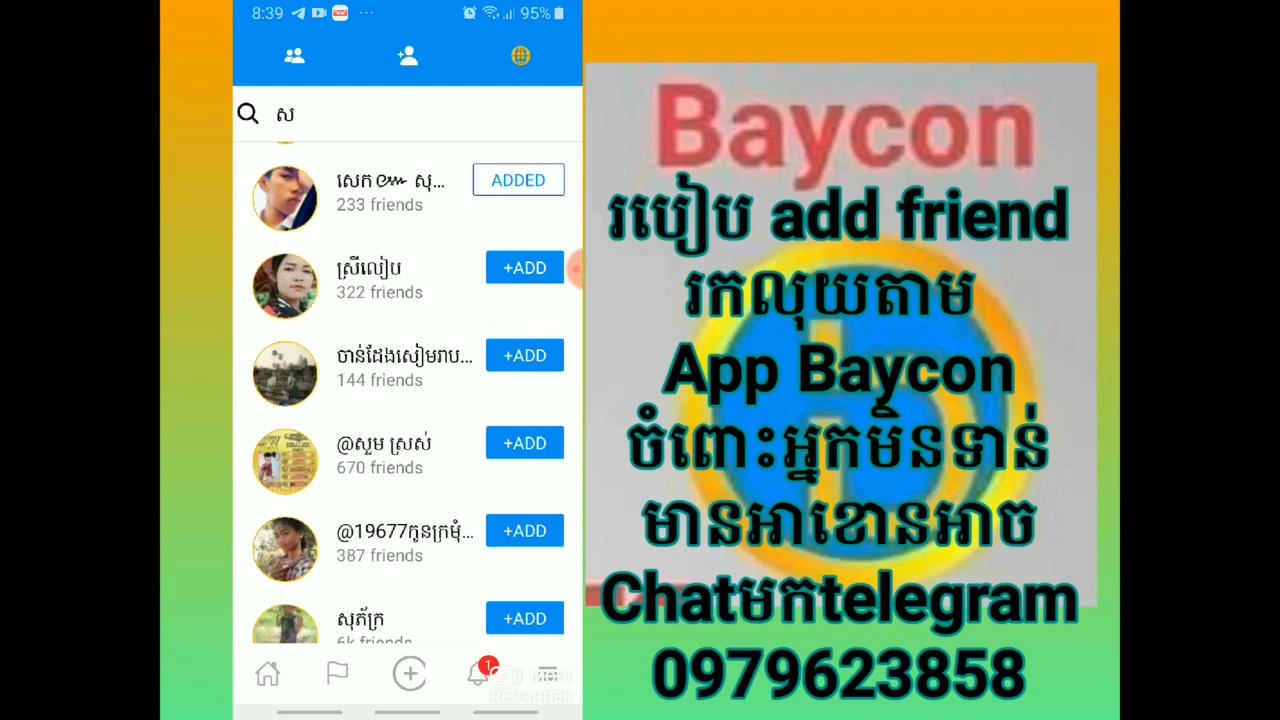 8:39 95%
ស
សេក សុ...
233 friends
ADDED
ស្រីលៀប
322 friends
+ADD
ចាន់ដែងសៀមរាប...
144 friends
+ADD
@សួម ស្រស់
670 friends
+ADD
@19677កូនក្រមុំ...
387 friends
+ADD
សុភ័ក្រ
6k friends
+ADD
1
MOBI
RECORDER
Baycon
របៀប add friend
រកលុយតាម
App Baycon
ចំពោះអ្នកមិនទាន់
មានអាខោនអាច
Chatមកtelegram
0979623858